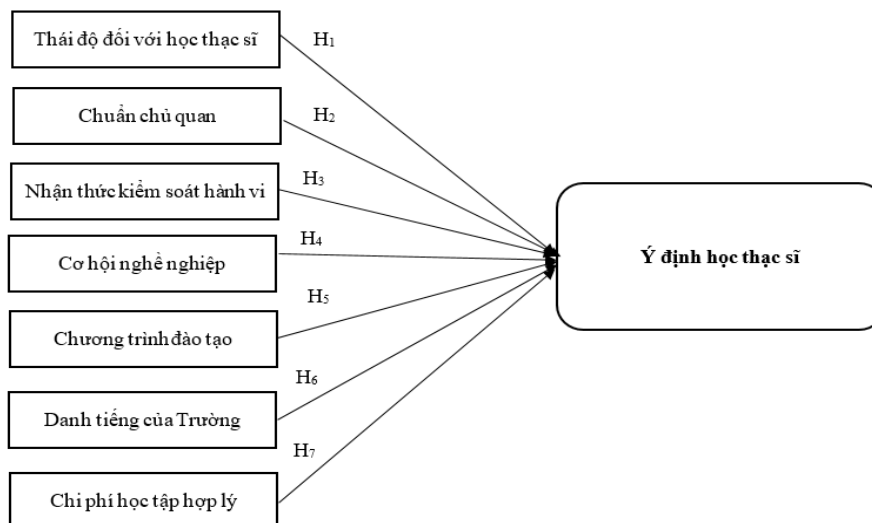 Thái độ đối với học thạc sĩ
H₁
Chuẩn chủ quan
H₂
Nhận thức kiểm soát hành vi
H₃
Cơ hội nghề nghiệp
H₄
Ý định học thạc sĩ
Chương trình đào tạo
H₅
Danh tiếng của Trường
H₆
Chi phí học tập hợp lý
H₇